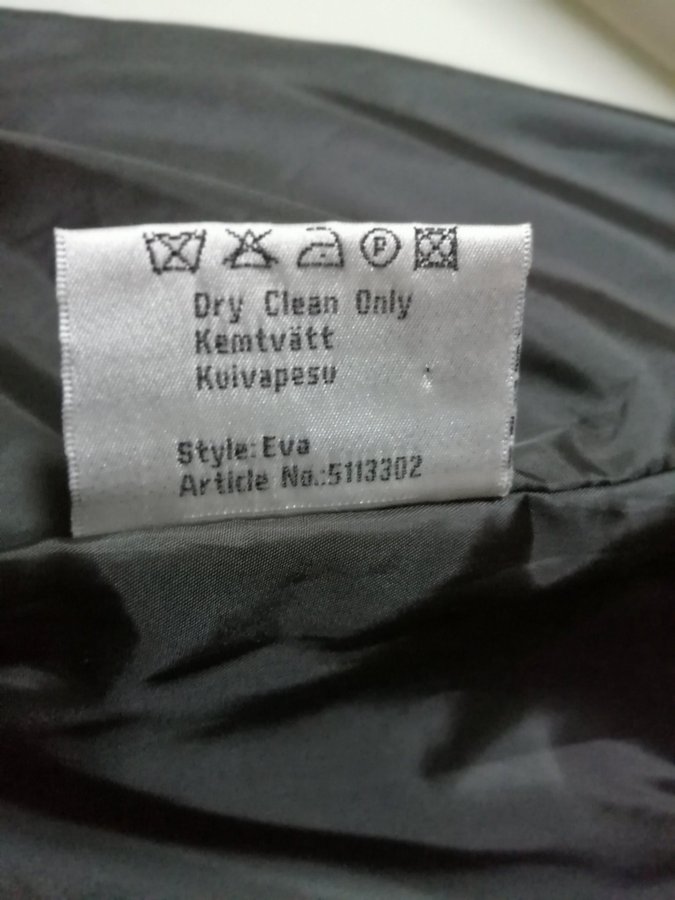 P
Dry Clean Only
Kemtvätt
Kuivapesu
Style: Eva
Article No.:5113302